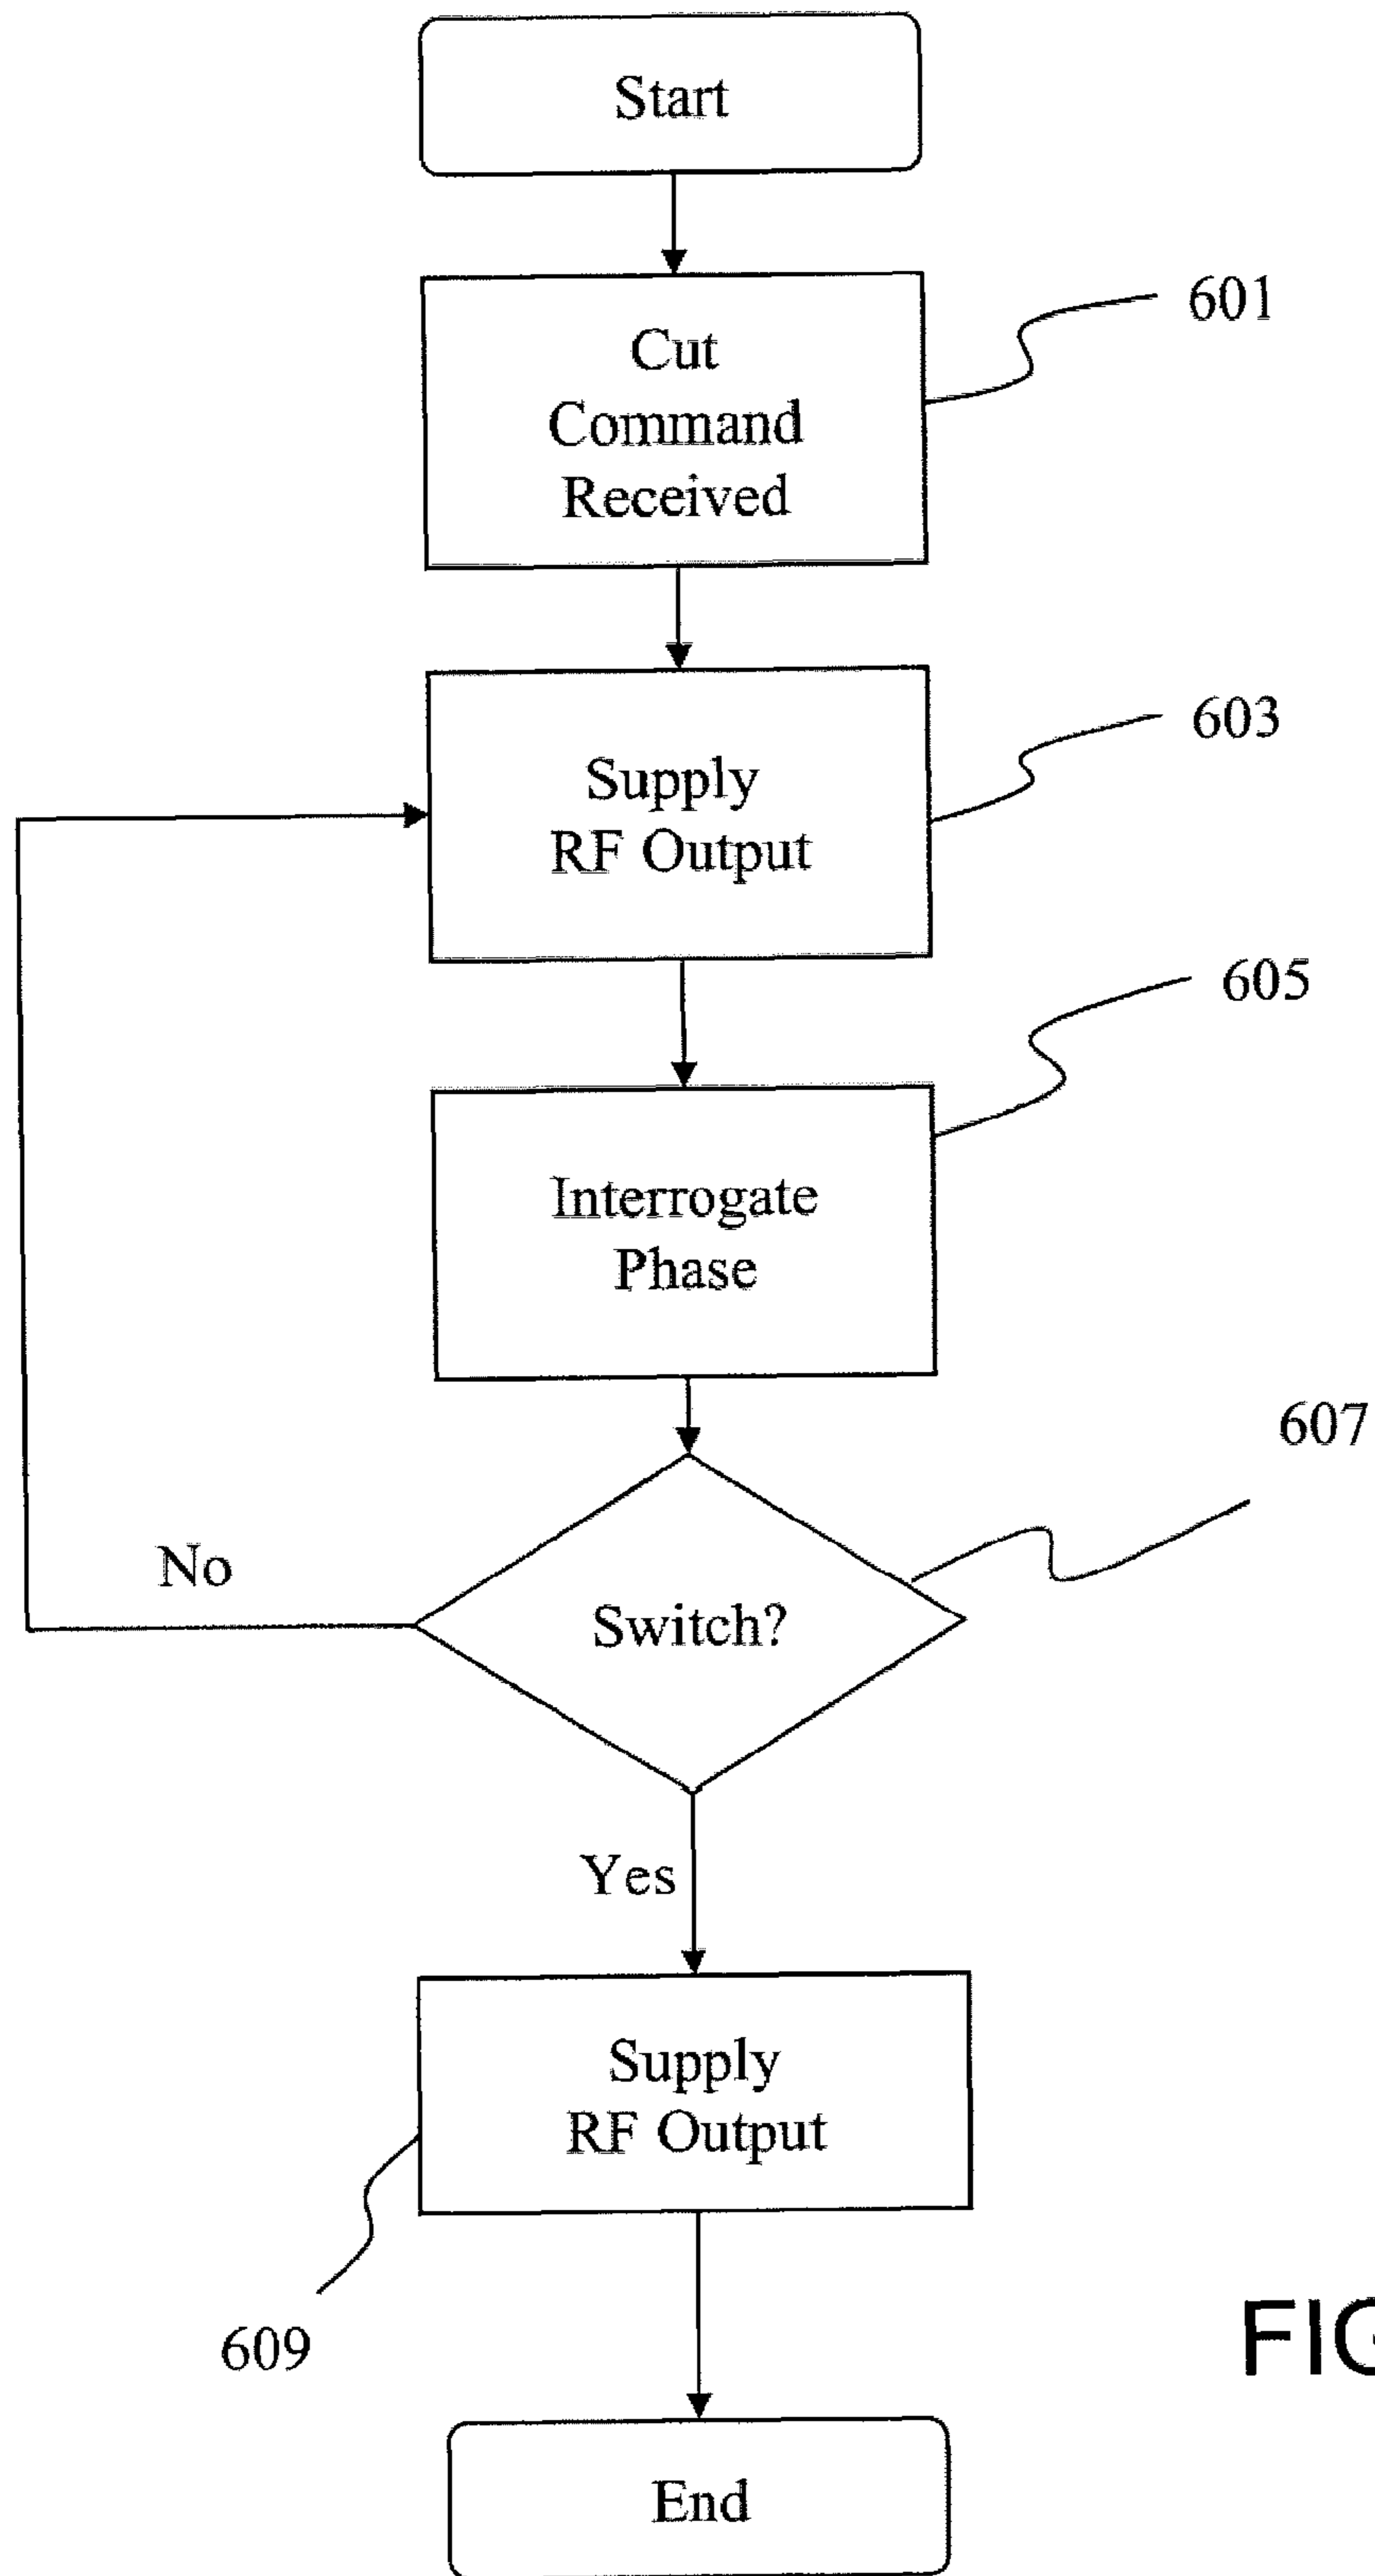 Start
Cut
Command
Received
601
Supply
RF Output
603
605
Interrogate
Phase
607
No
Switch?
Yes
Supply
RF Output
609
End